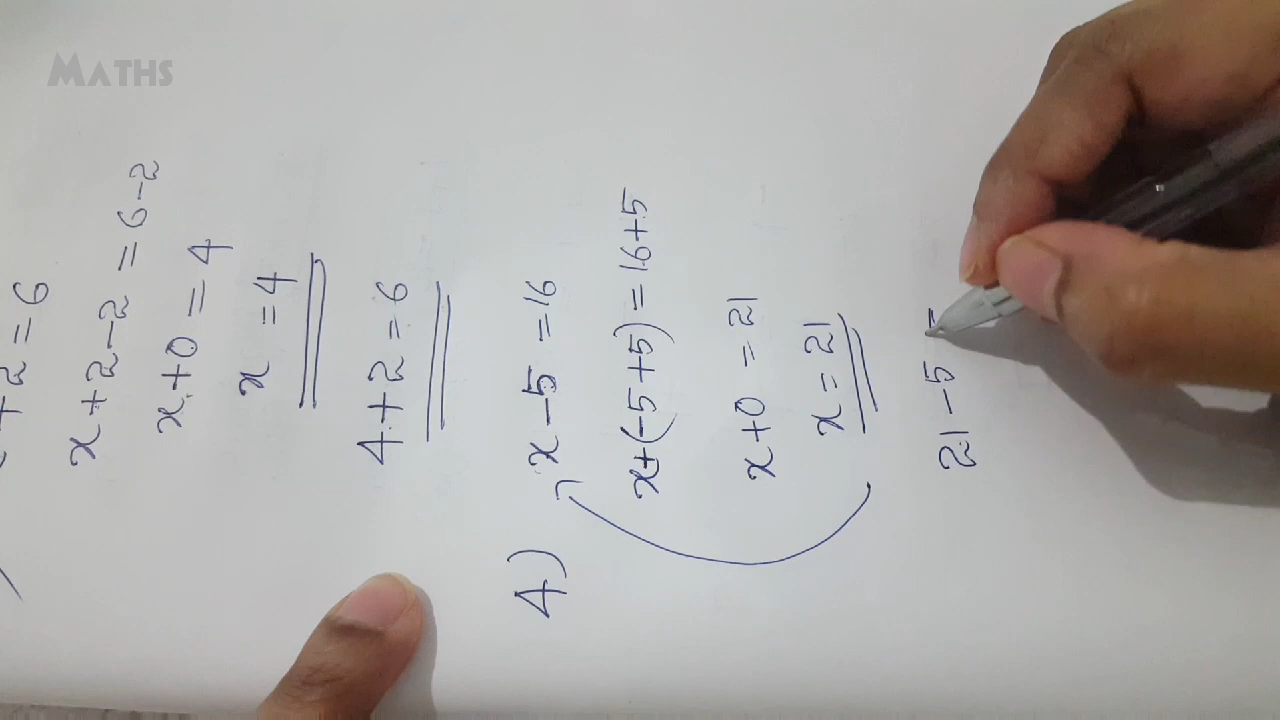 MATHS
x+2=6
x+2-2=6-2
x+0=4
x=4
4+2=6
4) x-5=16
x+(-5+5)=16+5
x+0=21
x=21
21-5